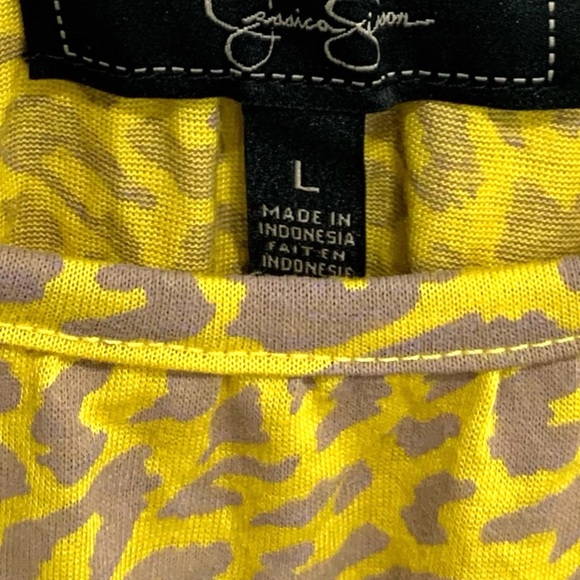 Jessica Simpson
L
MADE IN
INDONESIA
FAIT EN
INDONESIE